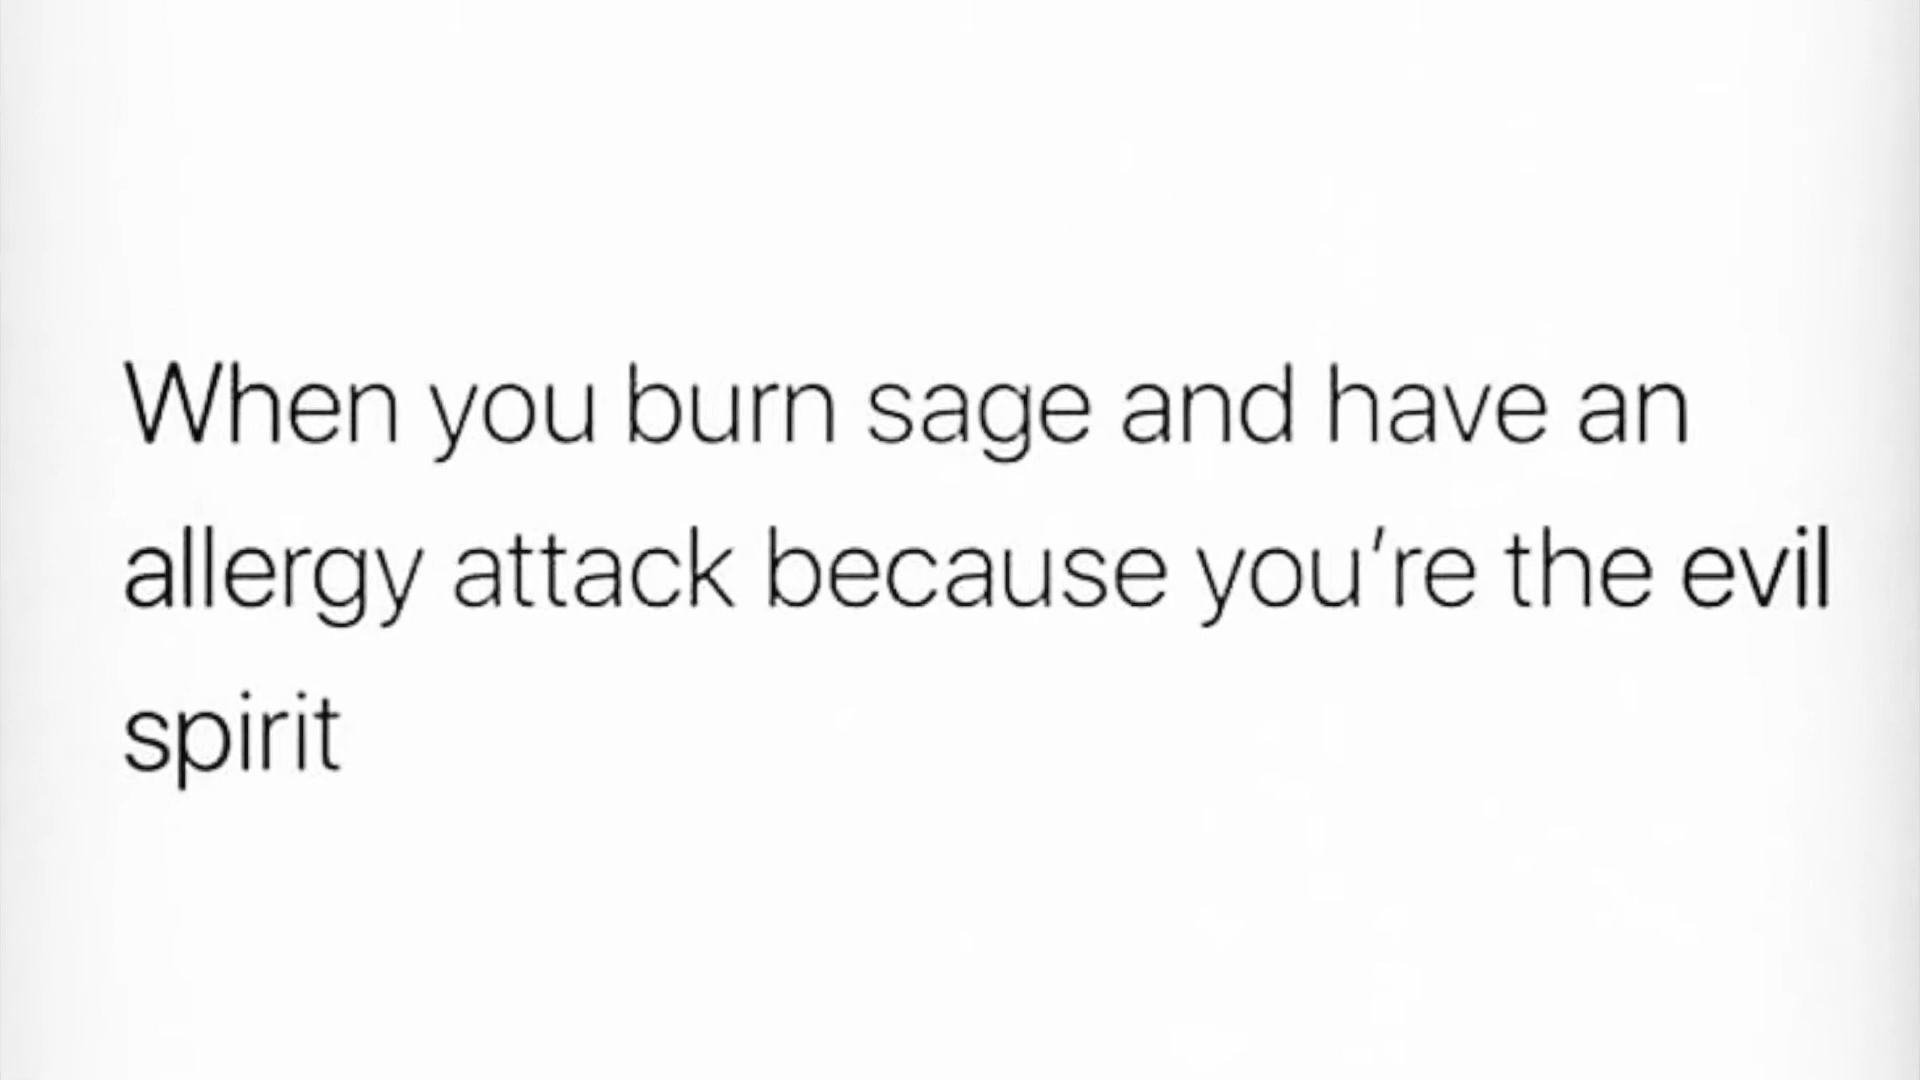 When you burn sage and have an
allergy attack because you're the evil
spirit